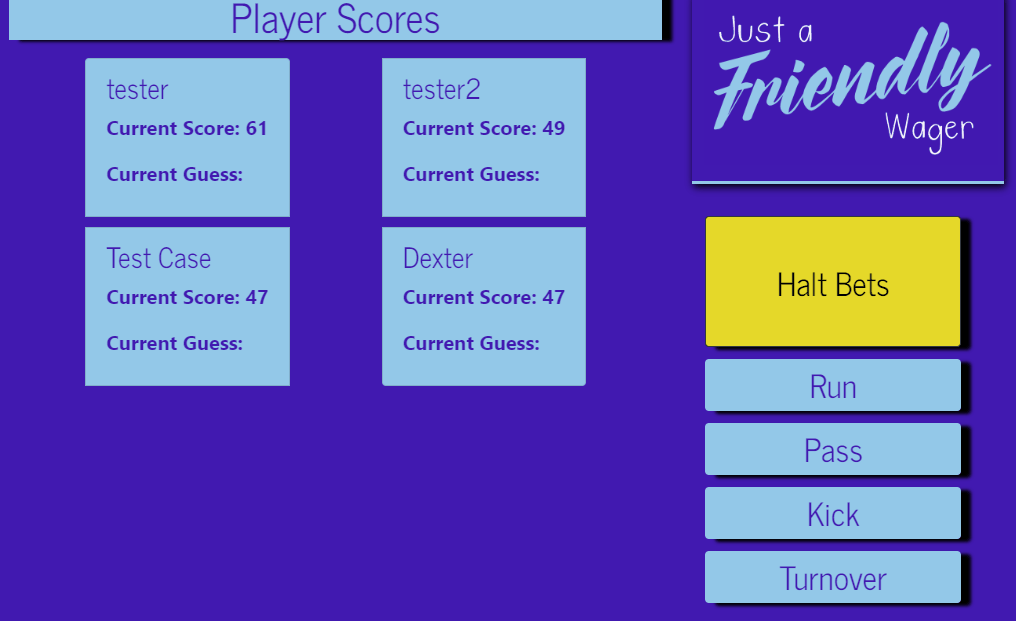 Player Scores
tester
Current Score: 61
Current Guess:
tester2
Current Score: 49
Current Guess:
Test Case
Current Score: 47
Current Guess:
Dexter
Current Score: 47
Current Guess:
Just a
Friendly
Wager
Halt Bets
Run
Pass
Kick
Turnover